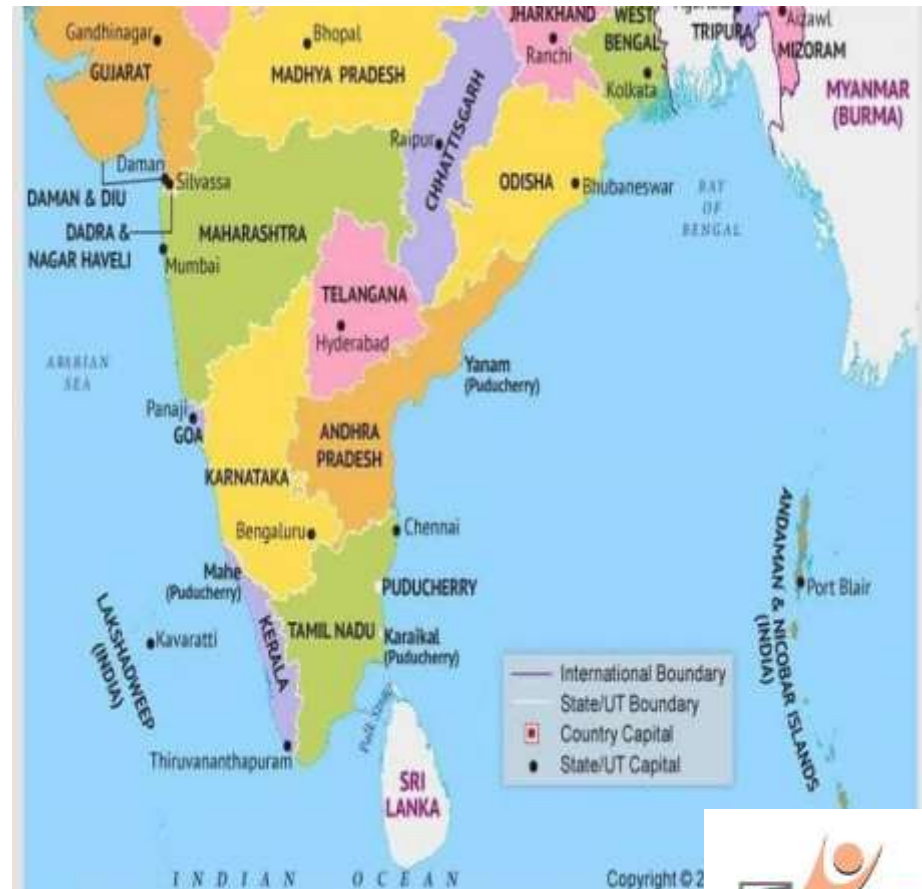 JHARKHAND
WEST
BENGAL
TRIPURA
Aizawl
MIZORAM
Gandhinagar
Bhopal
Ranchi
GUJARAT
MADHYA PRADESH
Kolkata
MYANMAR
(BURMA)
Raipur
CHHATTISGARH
Daman
Silvassa
ODISHA
Bhubaneswar
DAMAN & DIU
BAY
OF
BENGAL
DADRA &
NAGAR HAVELI
MAHARASHTRA
Mumbai
TELANGANA
Hyderabad
ARABIAN
SEA
Yanam
(Puducherry)
Panaji
GOA
ANDHRA
PRADESH
KARNATAKA
Bengaluru
Chennai
Mahe
(Puducherry)
PUDUCHERRY
Port Blair
ANDAMAN & NICOBAR ISLANDS
(INDIA)
LAKSHADWEEP
(INDIA)
Kavaratti
KERALA
TAMIL NADU
Karaikal
(Puducherry)
International Boundary
State/UT Boundary
Country Capital
State/UT Capital
Palk
Thiruvananthapuram
SRI
LANKA
INDIAN OCEAN
Copyright © 2